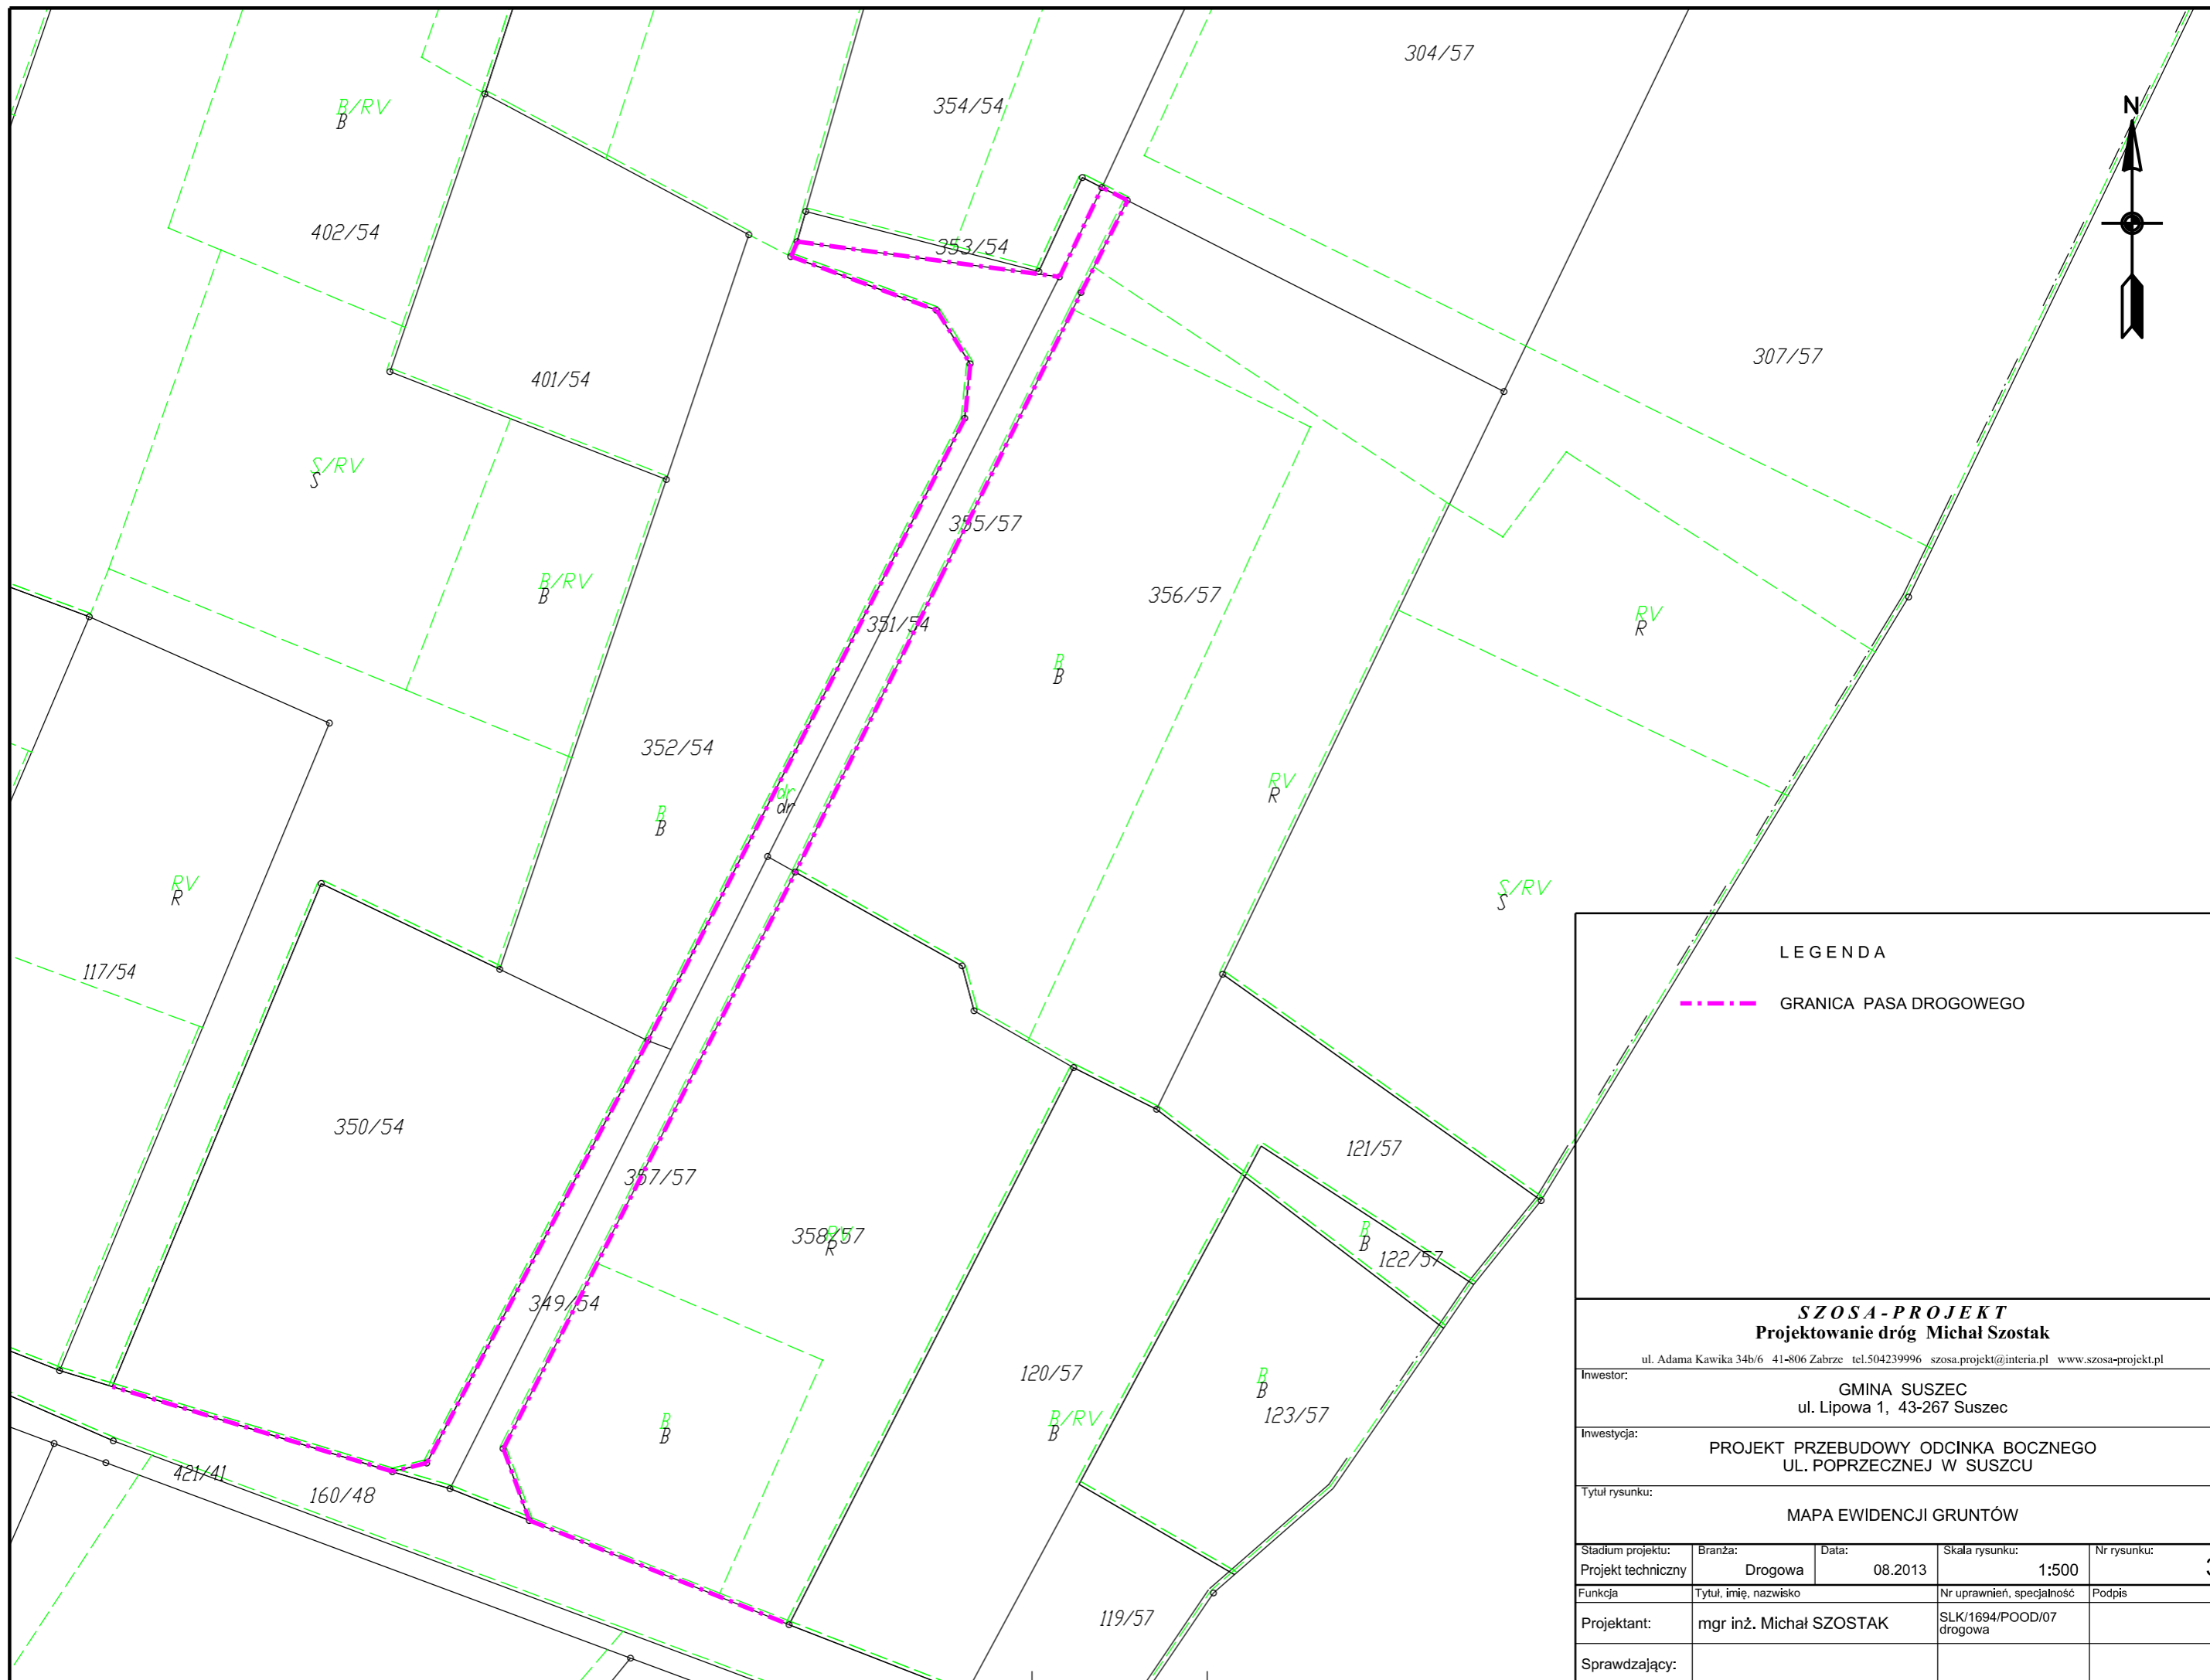 304/57
N
354/54
B/RV
B
402/54
353/54
307/57
401/54
S/RV
S
355/57
B/RV
B
356/57
RV
R
351/54
B
B
352/54
dr
dr
RV
R
B
B
RV
R
S/RV
S
117/54
350/54
121/57
357/57
358/57
RV
R
B
B
122/57
349/54
120/57
B
B
123/57
B/RV
B
B
B
421/41
160/48
119/57
LEGENDA
GRANICA PASA DROGOWEGO
SZOSA-PROJEKT
Projektowanie dróg Michał Szostak
ul. Adama Kawika 34b/6 41-806 Zabrze tel.504239996 szosa.projekt@interia.pl www.szosa-projekt.pl
Inwestor:
GMINA SUSZEC
ul. Lipowa 1, 43-267 Suszec
Inwestycja:
PROJEKT PRZEBUDOWY ODCINKA BOCZNEGO
UL. POPRZECZNEJ W SUSZCU
Tytuł rysunku:
MAPA EWIDENCJI GRUNTÓW
Stadium projektu: Branża: Data: Skala rysunku: Nr rysunku:
Projekt techniczny Drogowa 08.2013 1:500
Funkcja Tytuł, imię, nazwisko Nr uprawnień, specjalność Podpis
Projektant: mgr inż. Michał SZOSTAK SLK/1694/POOD/07
drogowa
Sprawdzający: